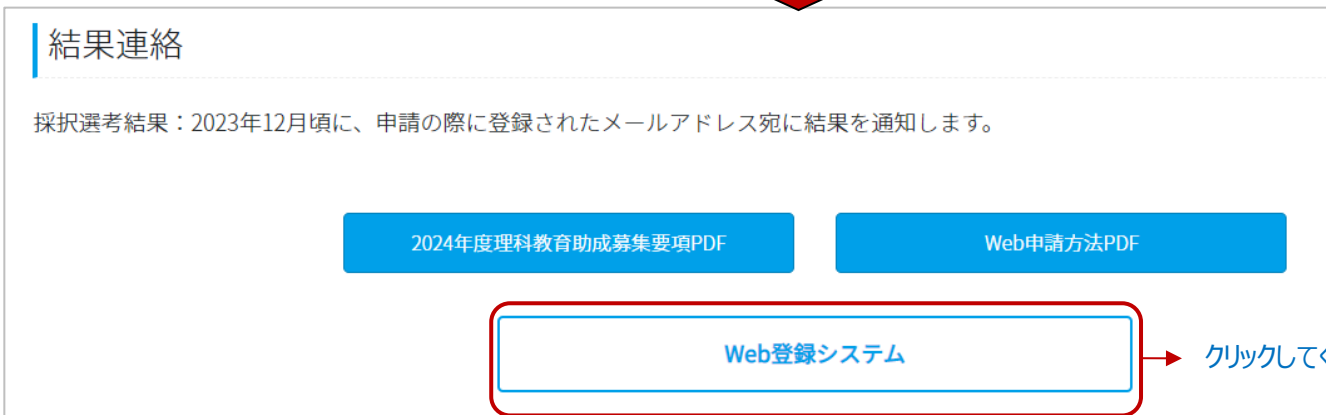 結果連絡
採択選考結果：2023年12月頃に、申請の際に登録されたメールアドレス宛に結果を通知します。
2024年度理科教育助成募集要項PDF
Web申請方法PDF
Web登録システム
クリックして